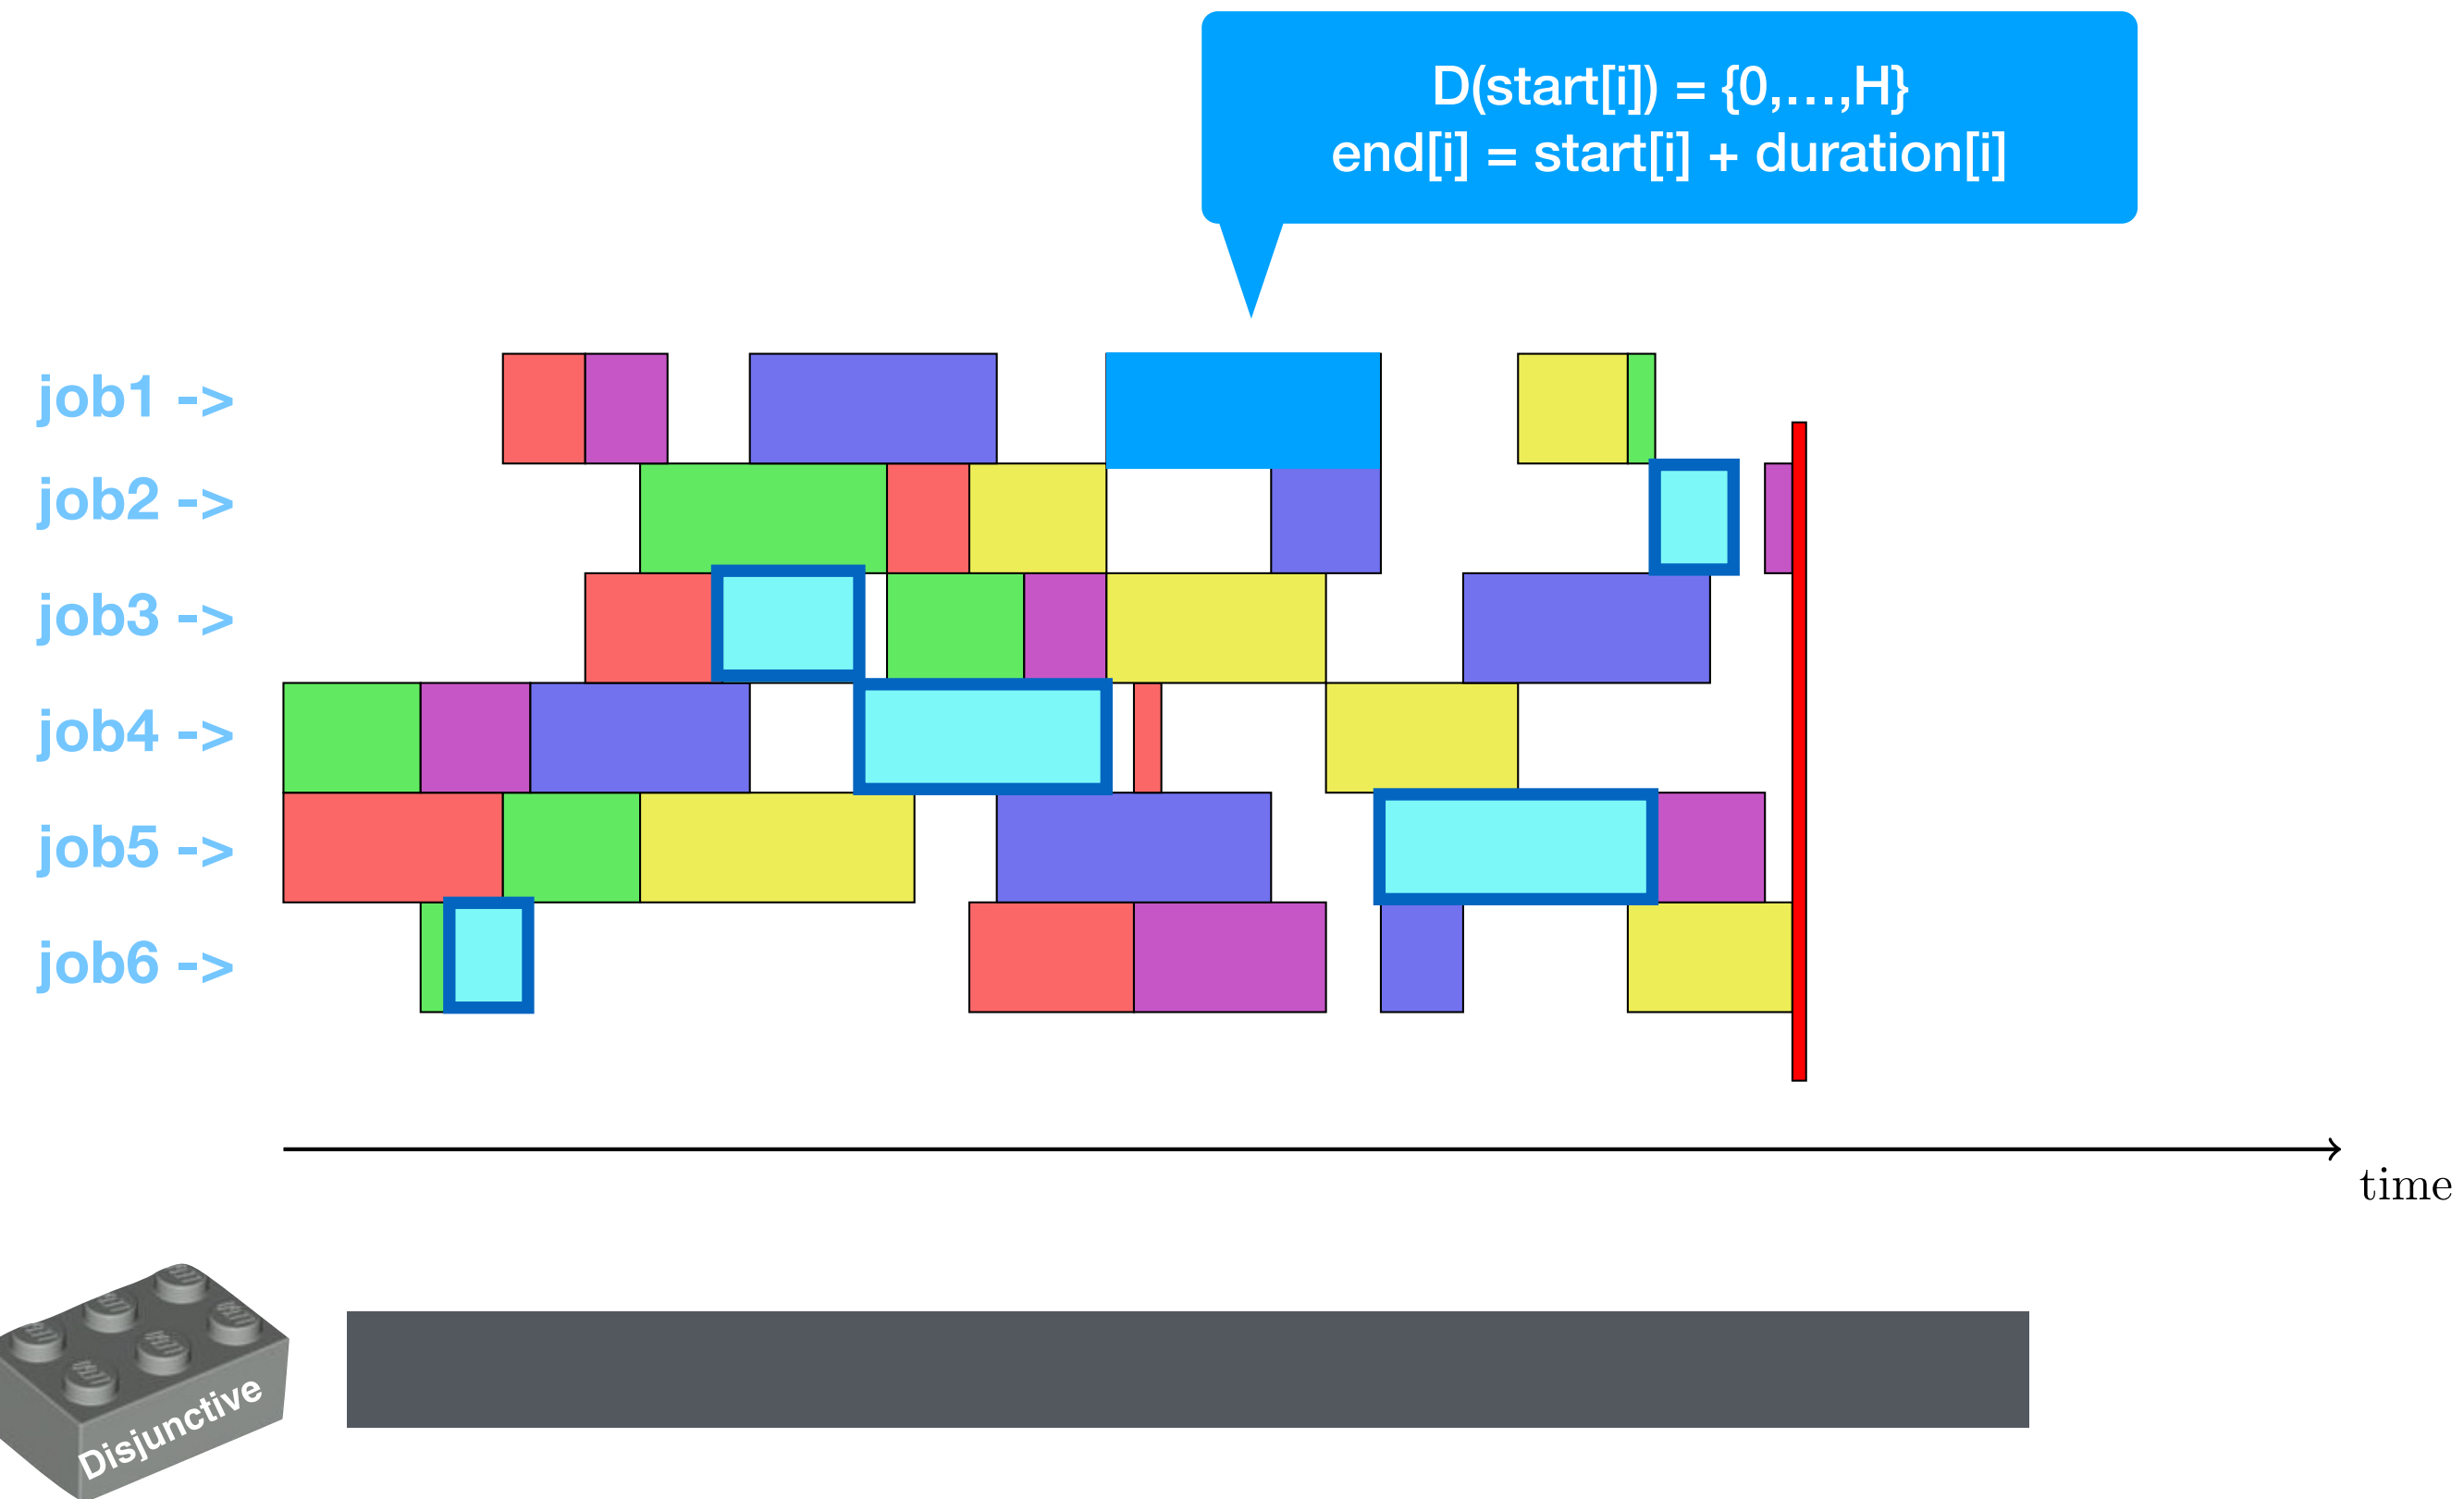 D(start[i]) = {0,...,H}
end[i] = start[i] + duration[i]
job1 ->
job2 ->
job3 ->
job4 ->
job5 ->
job6 ->
time
Disjunctive